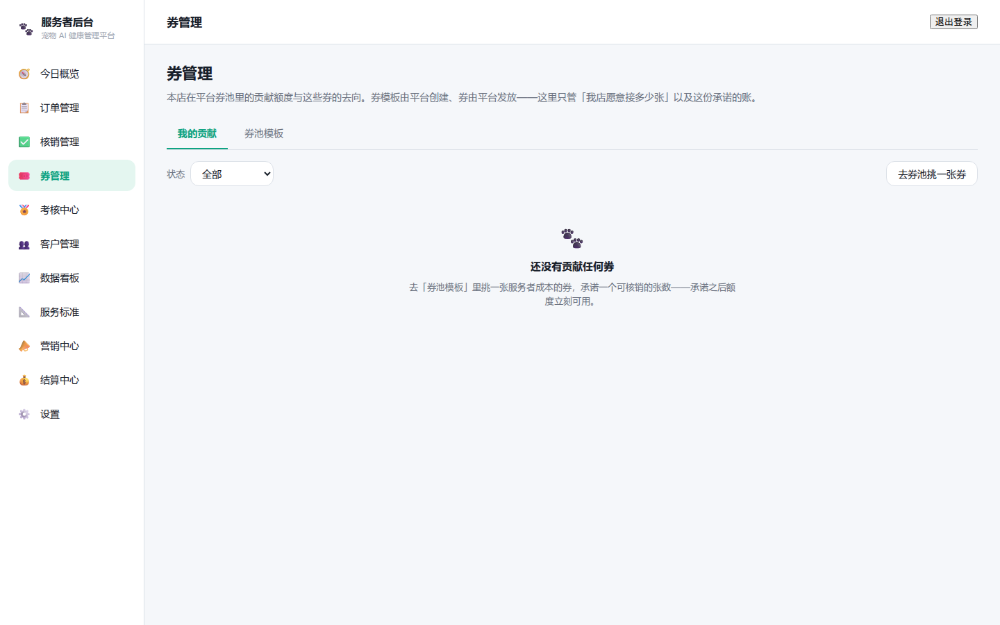 服务者后台
宠物 AI 健康管理平台
今日概览
订单管理
核销管理
券管理
考核中心
客户管理
数据看板
服务标准
营销中心
结算中心
设置
券管理
退出登录
券管理
本店在平台券池里的贡献额度与这些券的去向。券模板由平台创建、券由平台发放——这里只管「我店愿意接多少张」以及这份承诺的账。
我的贡献
券池模板
状态
全部
去券池挑一张券
还没有贡献任何券
去「券池模板」里挑一张服务者成本的券，承诺一个可核销的张数——承诺之后额
度立刻可用。